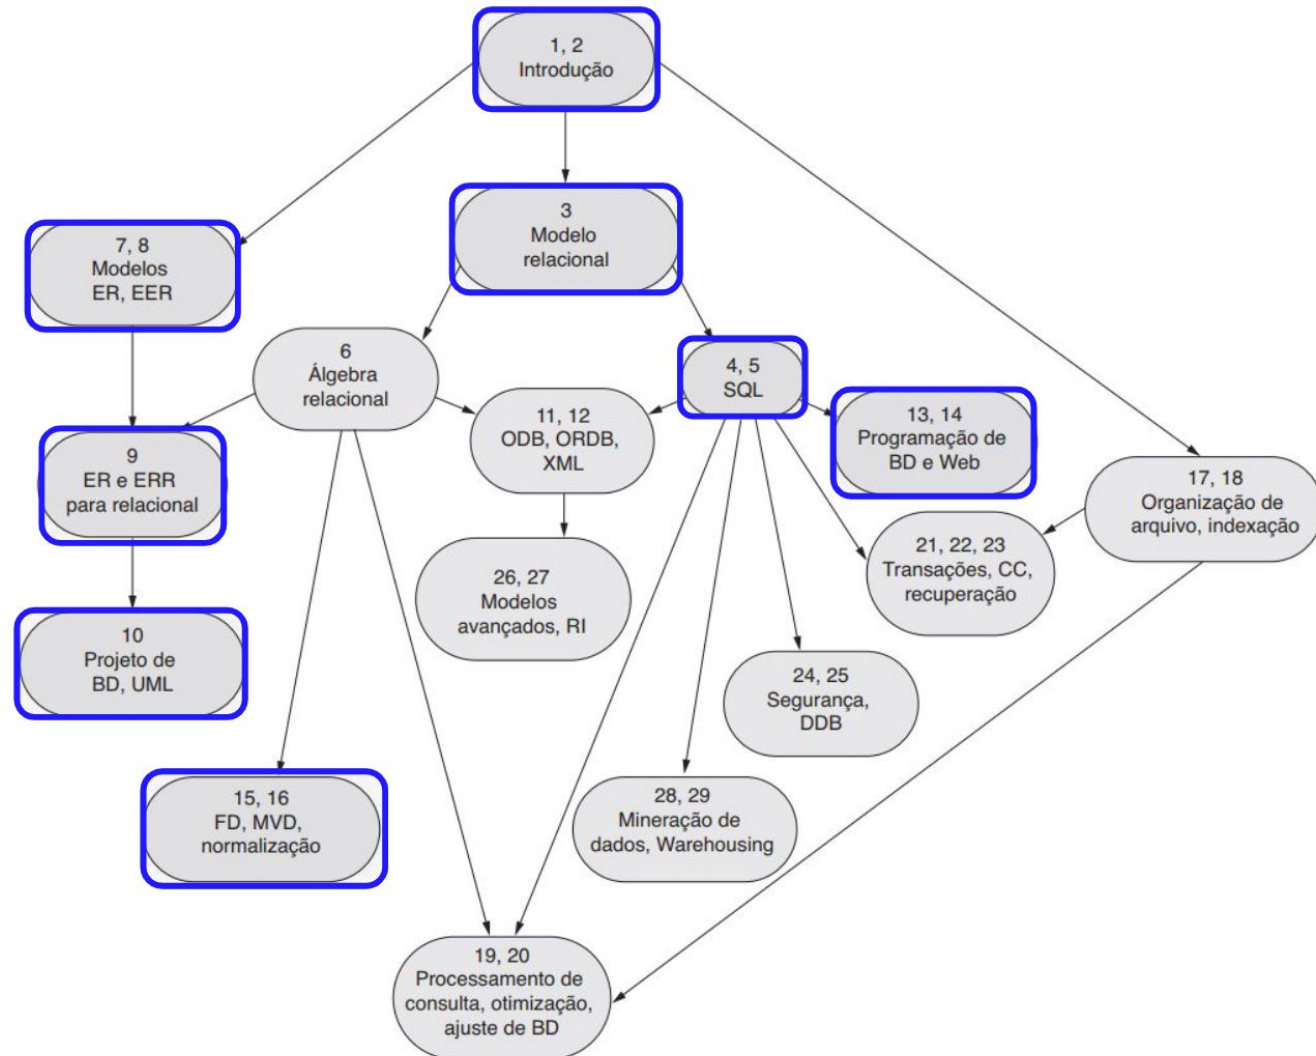 1, 2
Introdução
3
Modelo
relacional
7, 8
Modelos
ER, EER
6
Álgebra
relacional
4, 5
SQL
11, 12
ODB, ORDB,
XML
13, 14
Programação de
BD e Web
9
ER e ERR
para relacional
17, 18
Organização de
arquivo, indexação
21, 22, 23
Transações, CC,
recuperação
26, 27
Modelos
avançados, RI
10
Projeto de
BD, UML
24, 25
Segurança,
DDB
15, 16
FD, MVD,
normalização
28, 29
Mineração de
dados, Warehousing
19, 20
Processamento de
consulta, otimização,
ajuste de BD